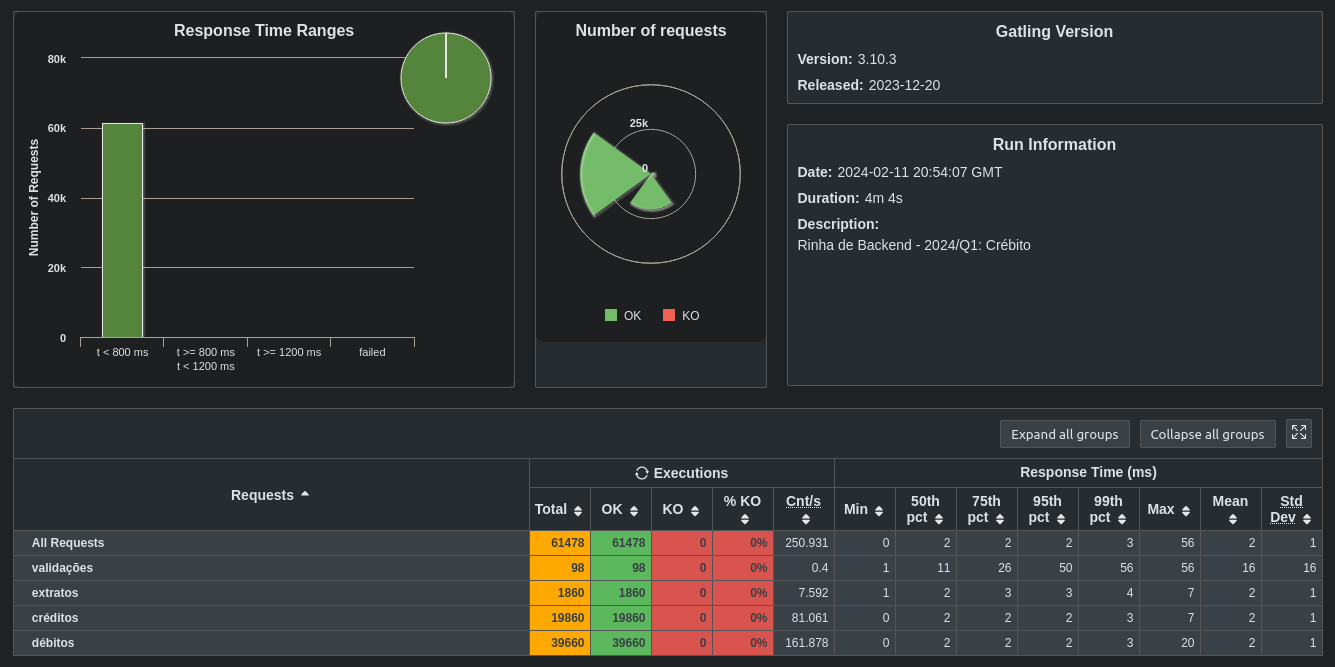 Response Time Ranges
80k
60k
40k
20k
0
Number of Requests
t < 800 ms
t >= 800 ms
t < 1200 ms
t >= 1200 ms
failed
Number of requests
25k
0
OK KO
Gatling Version
Version: 3.10.3
Released: 2023-12-20
Run Information
Date: 2024-02-11 20:54:07 GMT
Duration: 4m 4s
Description:
Rinha de Backend - 2024/Q1: Crébito
Expand all groups Collapse all groups
Requests Executions Response Time (ms)
Total OK KO % KO Cnt/s Min 50th pct 75th pct 95th pct 99th pct Max Mean Std Dev
All Requests 61478 61478 0 0% 250.931 0 2 2 2 3 56 2 1
validações 98 98 0 0% 0.4 1 11 26 50 56 56 16 16
extratos 1860 1860 0 0% 7.592 1 2 3 3 4 7 2 1
créditos 19860 19860 0 0% 81.061 0 2 2 2 3 7 2 1
débitos 39660 39660 0 0% 161.878 0 2 2 2 3 20 2 1